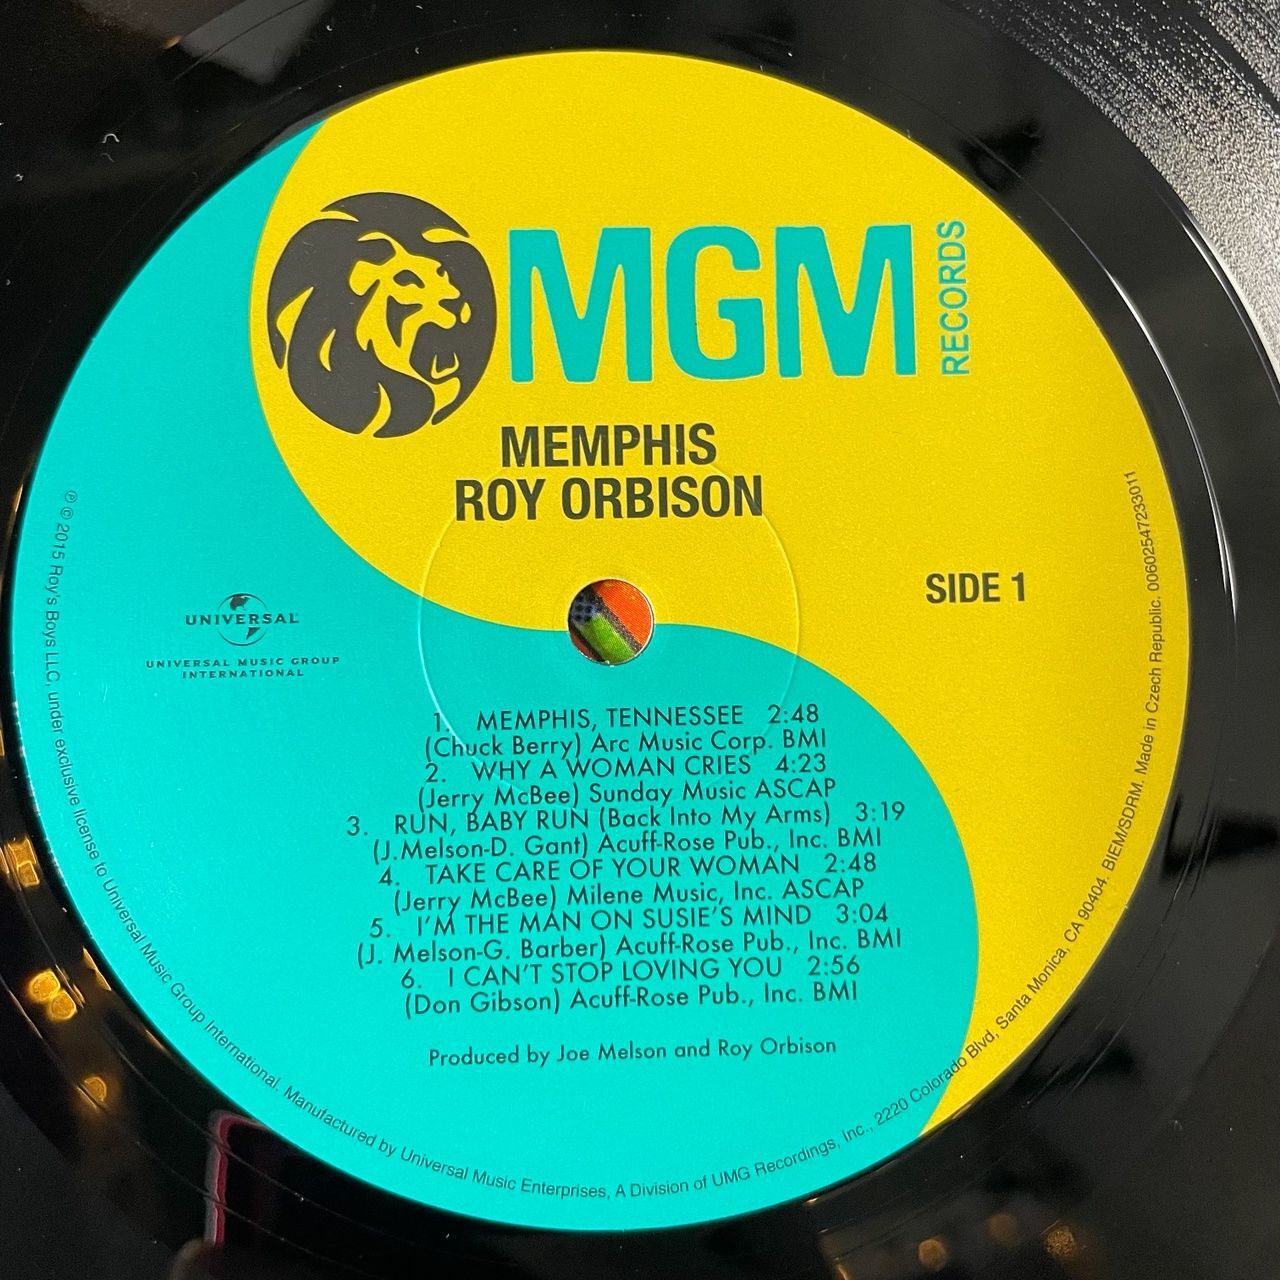 MGM
RECORDS
MEMPHIS
ROY ORBISON
SIDE 1
UNIVERSAL
UNIVERSAL MUSIC GROUP
INTERNATIONAL
1. MEMPHIS, TENNESSEE 2:48
(Chuck Berry) Arc Music Corp. BMI
2. WHY A WOMAN CRIES 4:23
(Jerry McBee) Sunday Music ASCAP
3. RUN, BABY RUN (Back Into My Arms) 3:19
(J.Melson-D. Gant) Acuff-Rose Pub., Inc. BMI
4. TAKE CARE OF YOUR WOMAN 2:48
(Jerry McBee) Milene Music, Inc. ASCAP
5. I'M THE MAN ON SUSIE'S MIND 3:04
(J. Melson-G. Barber) Acuff-Rose Pub., Inc. BMI
6. I CAN'T STOP LOVING YOU 2:56
(Don Gibson) Acuff-Rose Pub., Inc. BMI
Produced by Joe Melson and Roy Orbison
℗ © 2015 Roy's Boys LLC, under exclusive license to Universal Music Group International. Manufactured by Universal Music Enterprises, A Division of UMG Recordings, Inc., 2220 Colorado Blvd, Santa Monica, CA 90404. BIEM/SDRM. Made in Czech Republic. 00602547233011